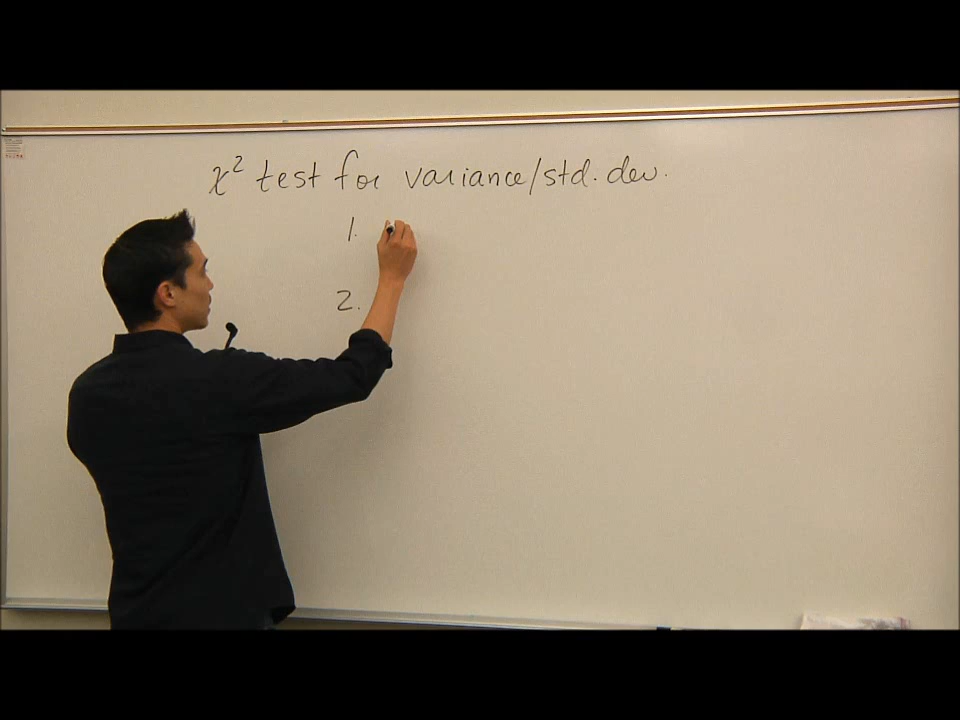 χ² test for variance/std. dev.
1.
2.